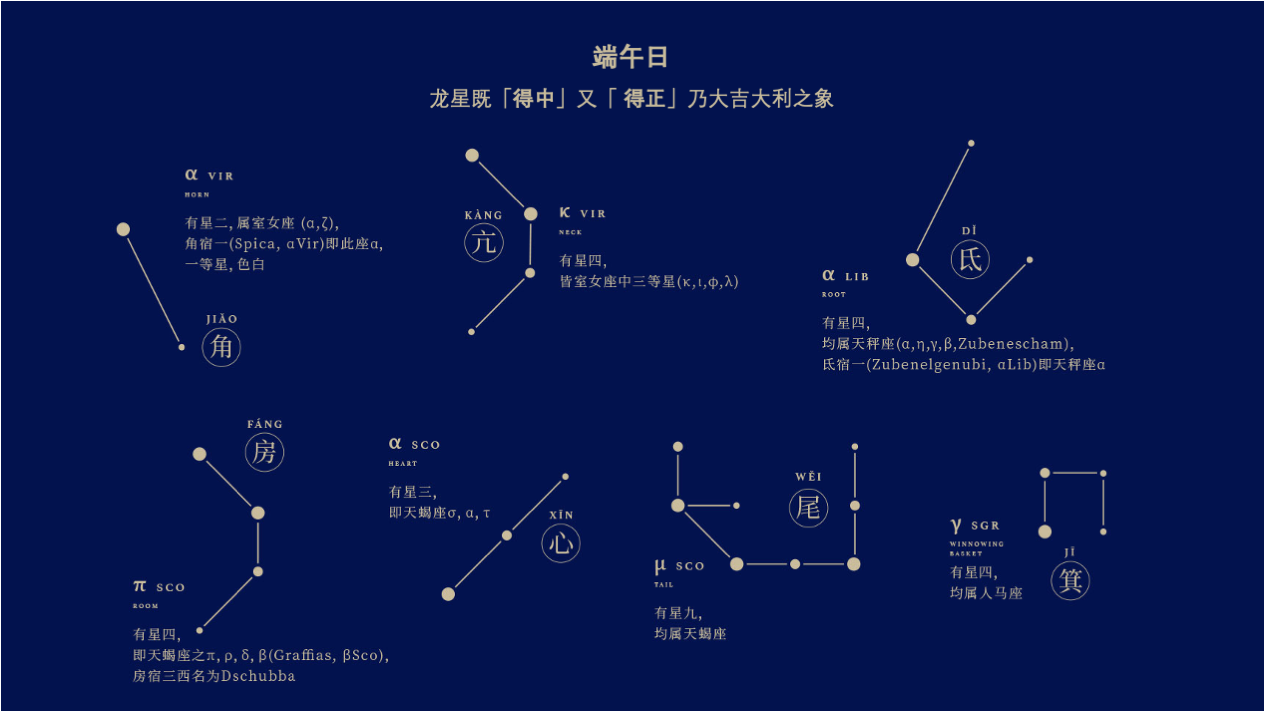 端午日
龙星既「得中」又「 得正」乃大吉大利之象
α VIR
HORN
有星二, 属室女座 (α,ζ),
角宿一(Spica, αVir)即此座α,
一等星, 色白
JIĂO
角
KÀNG
亢
κ VIR
NECK
有星四,
皆室女座中三等星(κ,ι,φ,λ)
DĪ
氐
α LIB
ROOT
有星四,
均属天秤座(α,η,γ,β,Zubenescham),
氐宿一(Zubenelgenubi, αLib)即天秤座α
FÁNG
房
π SCO
ROOM
有星四,
即天蝎座之π, ρ, δ, β(Graffias, βSco),
房宿三西名为Dschubba
α SCO
HEART
有星三,
即天蝎座σ, α, τ
XĪN
心
WĚI
尾
μ SCO
TAIL
有星九,
均属天蝎座
γ SGR
WINNOWING
BASKET
有星四,
均属人马座
JĪ
箕